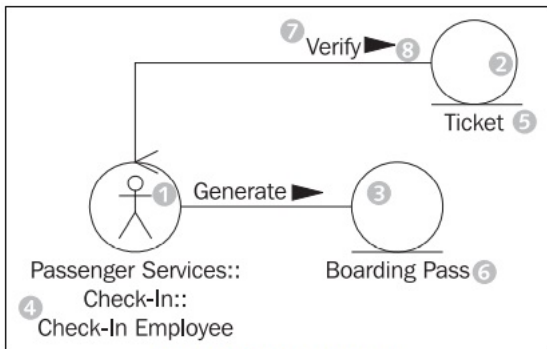 7 Verify 8
2
Ticket 5
1 Generate 3
Passenger Services::
Check-In::
4 Check-In Employee
Boarding Pass 6